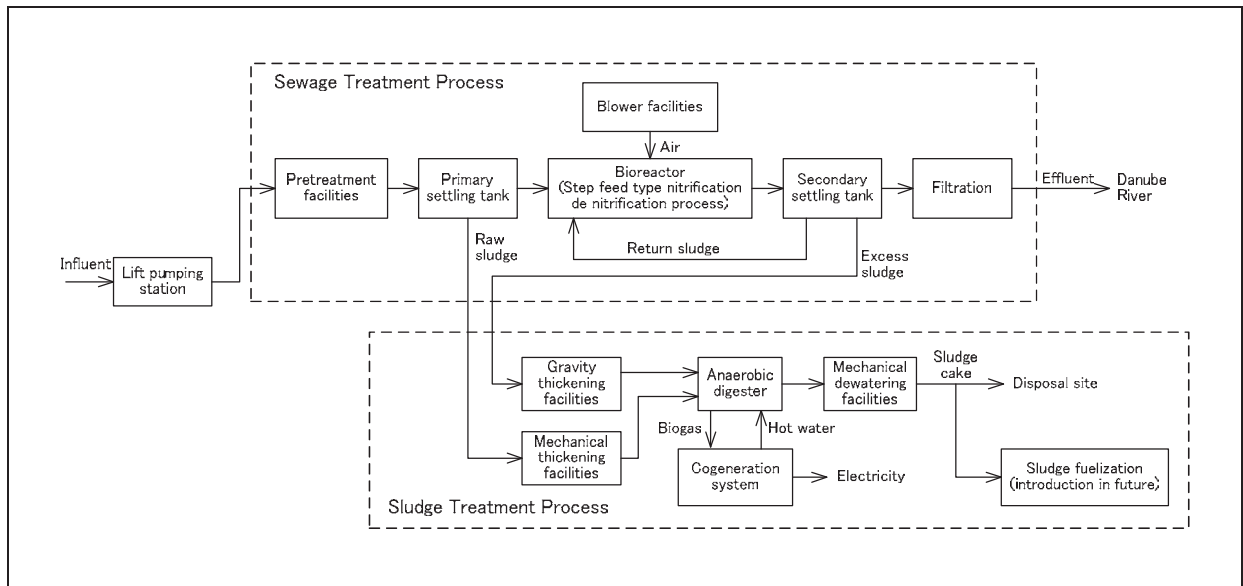 Sewage Treatment Process
Blower facilities
Air
Pretreatment
facilities
Primary
settling tank
Bioreactor
(Step feed type nitrification
de nitrification process)
Secondary
settling tank
Filtration
Effluent
Danube
River
Return sludge
Raw
sludge
Excess
sludge
Influent
Lift pumping
station
Gravity
thickening
facilities
Anaerobic
digester
Mechanical
dewatering
facilities
Sludge
cake
Disposal site
Biogas
Hot water
Mechanical
thickening
facilities
Cogeneration
system
Electricity
Sludge fuelization
(introduction in future)
Sludge Treatment Process